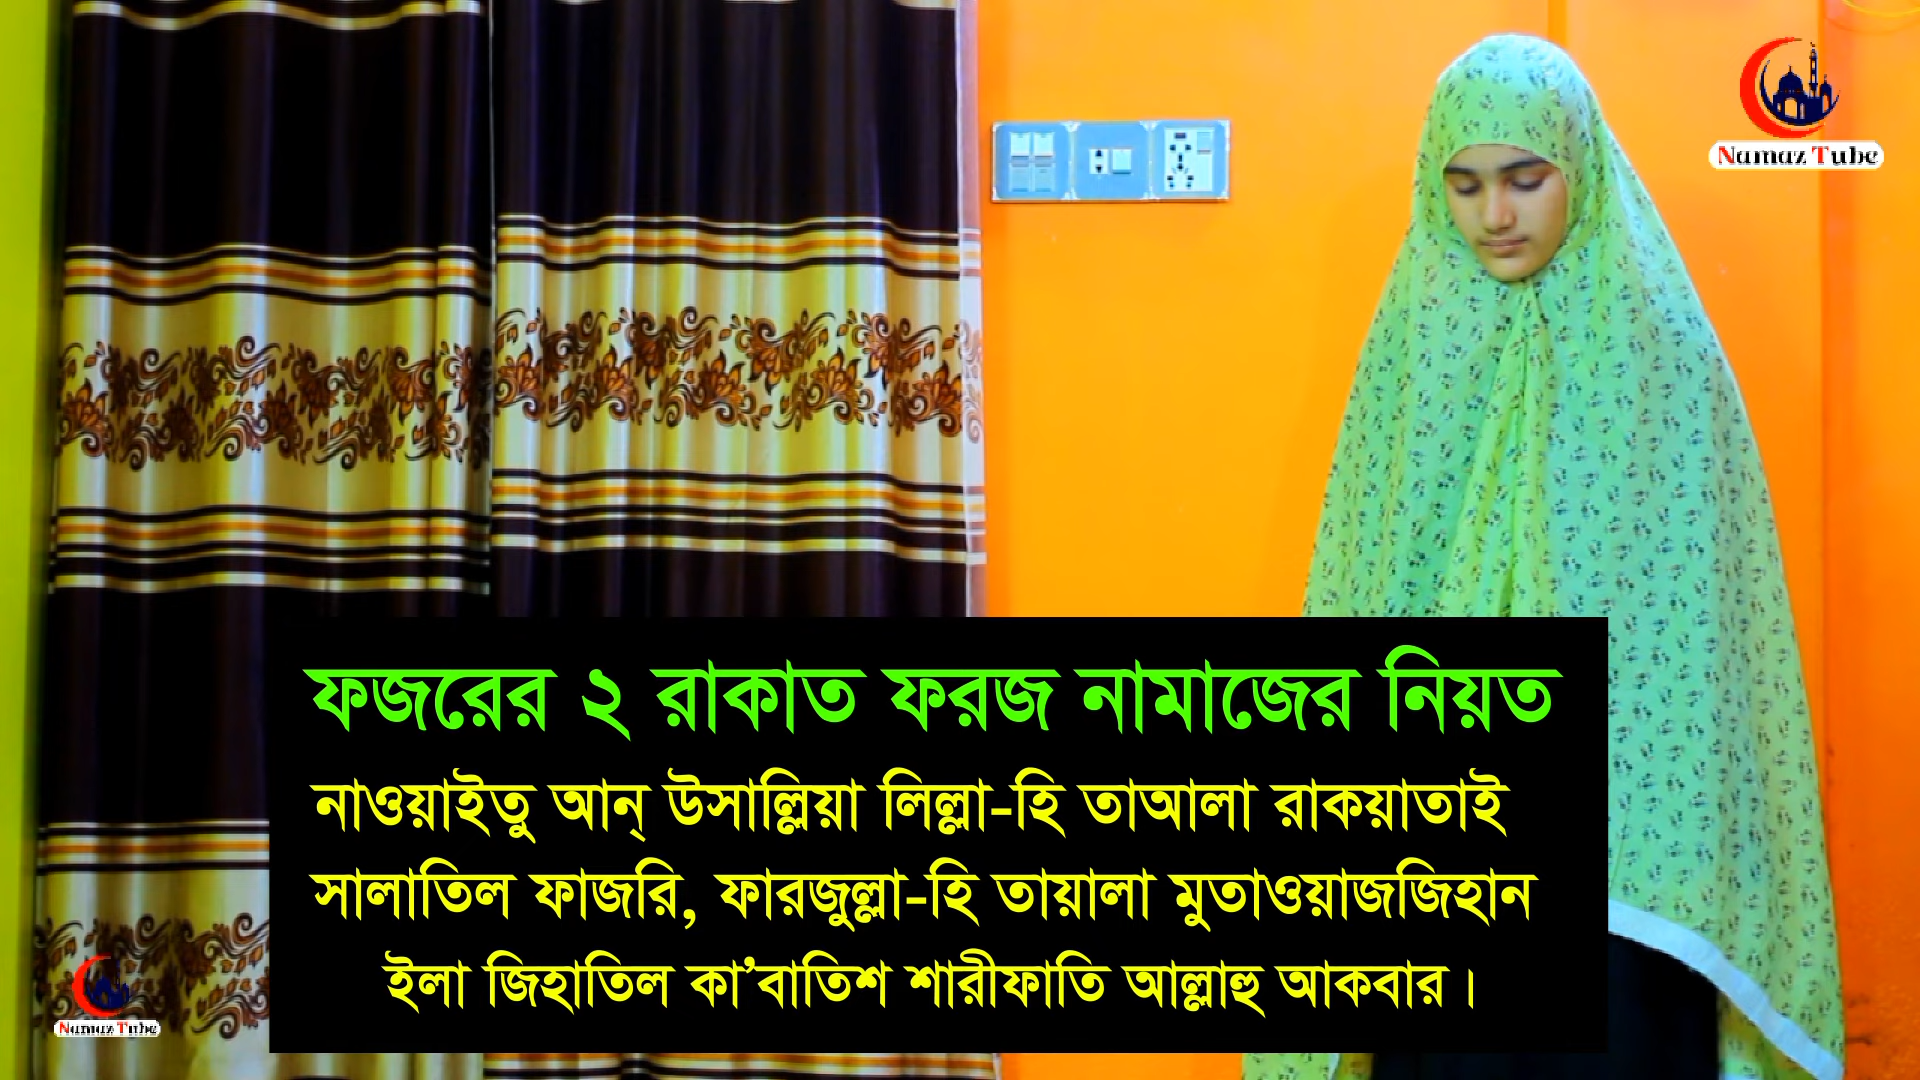 Namaz Tube
ফজরের ২ রাকাত ফরজ নামাজের নিয়ত
নাওয়াইতু আন্ উসাল্লিয়া লিল্লা-হি তাআলা রাকয়াতাই
সালাতিল ফাজরি, ফারজুল্লা-হি তায়ালা মুতাওয়াজজিহান
ইলা জিহাতিল কা’বাতিশ শারীফাতি আল্লাহু আকবার।
Namaz Tube